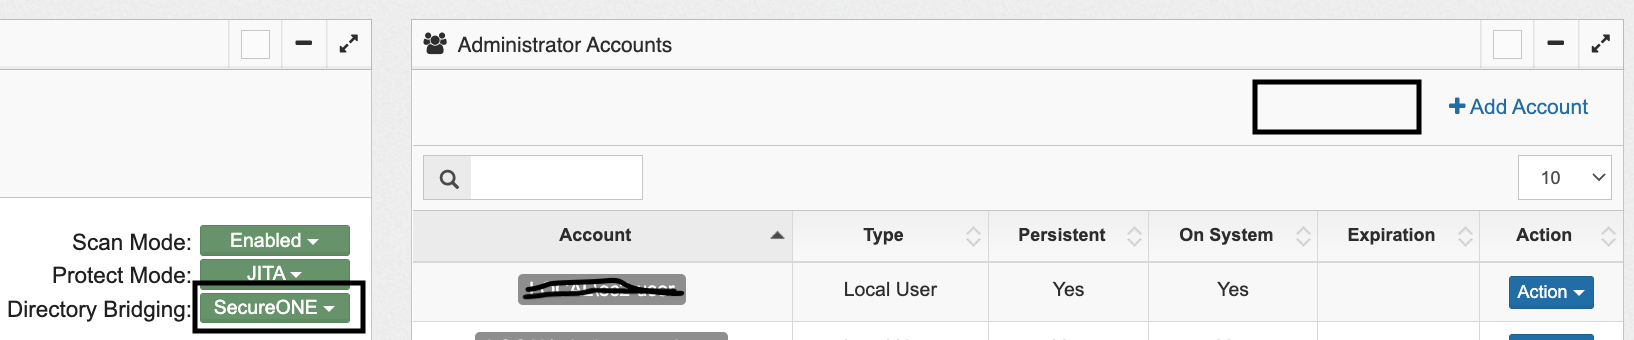 Administrator Accounts
Add Account
10
Scan Mode: Enabled
Protect Mode: JITA
Directory Bridging: SecureONE
Account Type Persistent On System Expiration Action
Local User Yes Yes Action